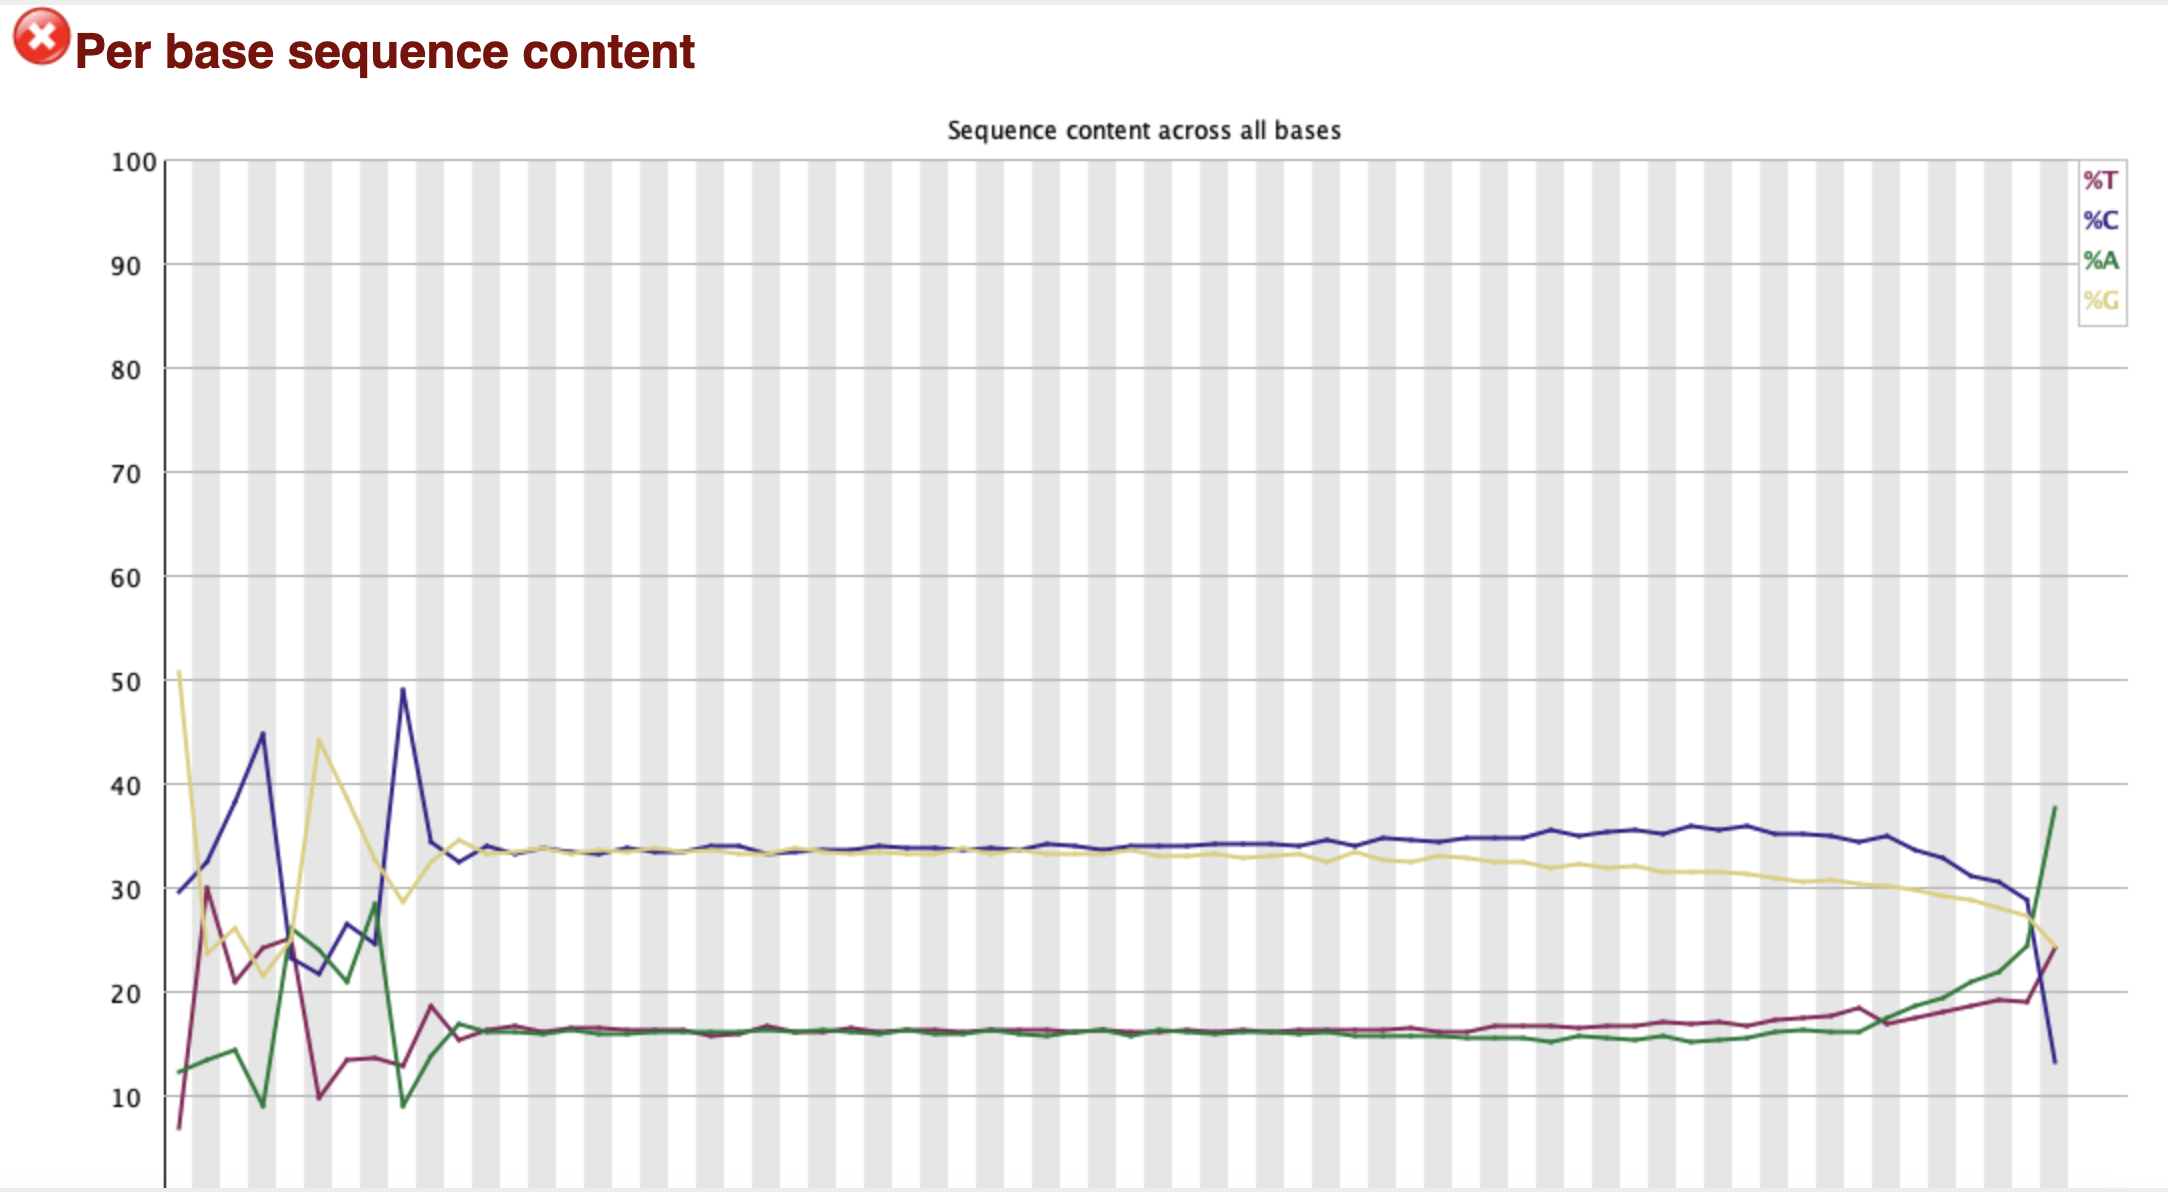 Per base sequence content
Sequence content across all bases
100
90
80
70
60
50
40
30
20
10
%T
%C
%A
%G